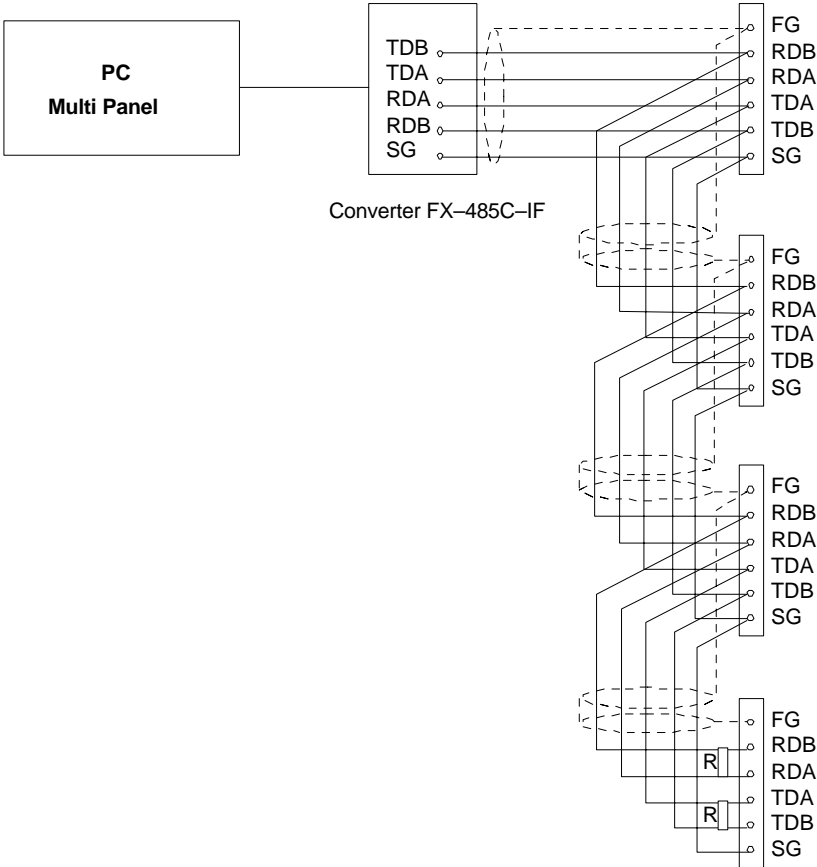 PC
Multi Panel
TDB
TDA
RDA
RDB
SG
Converter FX–485C–IF
FG
RDB
RDA
TDA
TDB
SG
FG
RDB
RDA
TDA
TDB
SG
FG
RDB
RDA
TDA
TDB
SG
FG
RDB
R
RDA
TDA
R
TDB
SG